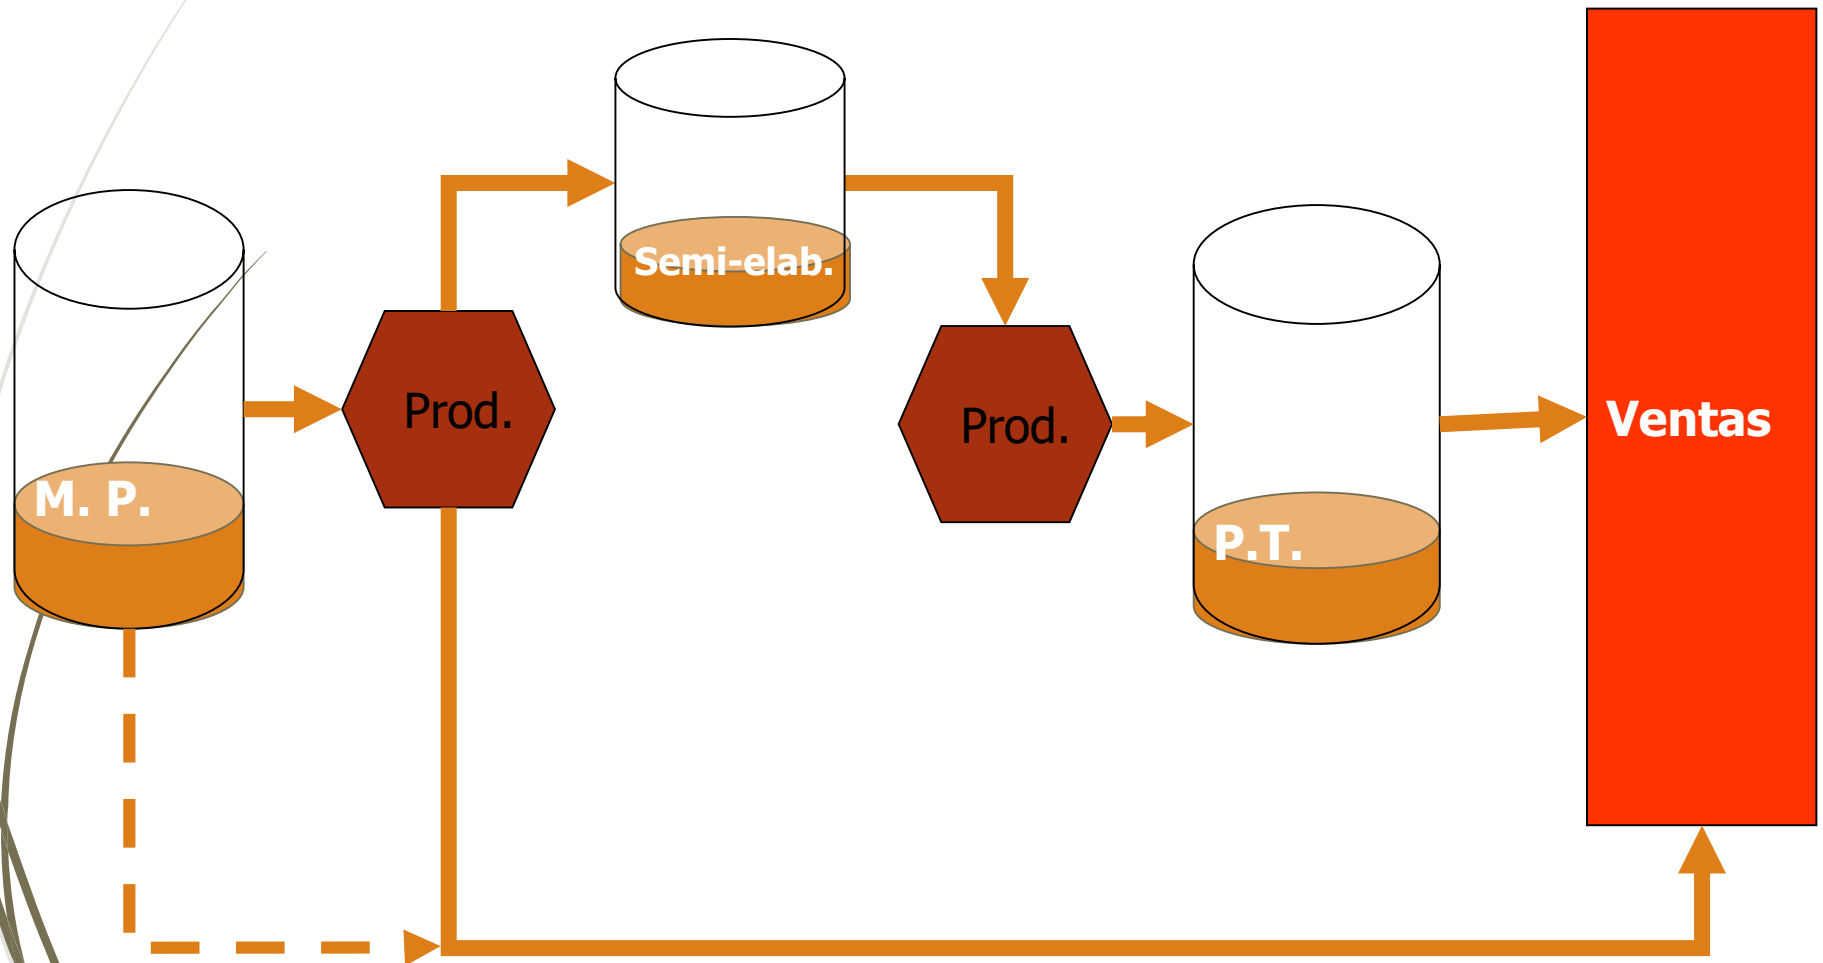 M. P.
Prod.
Semi-elab.
Prod.
P.T.
Ventas